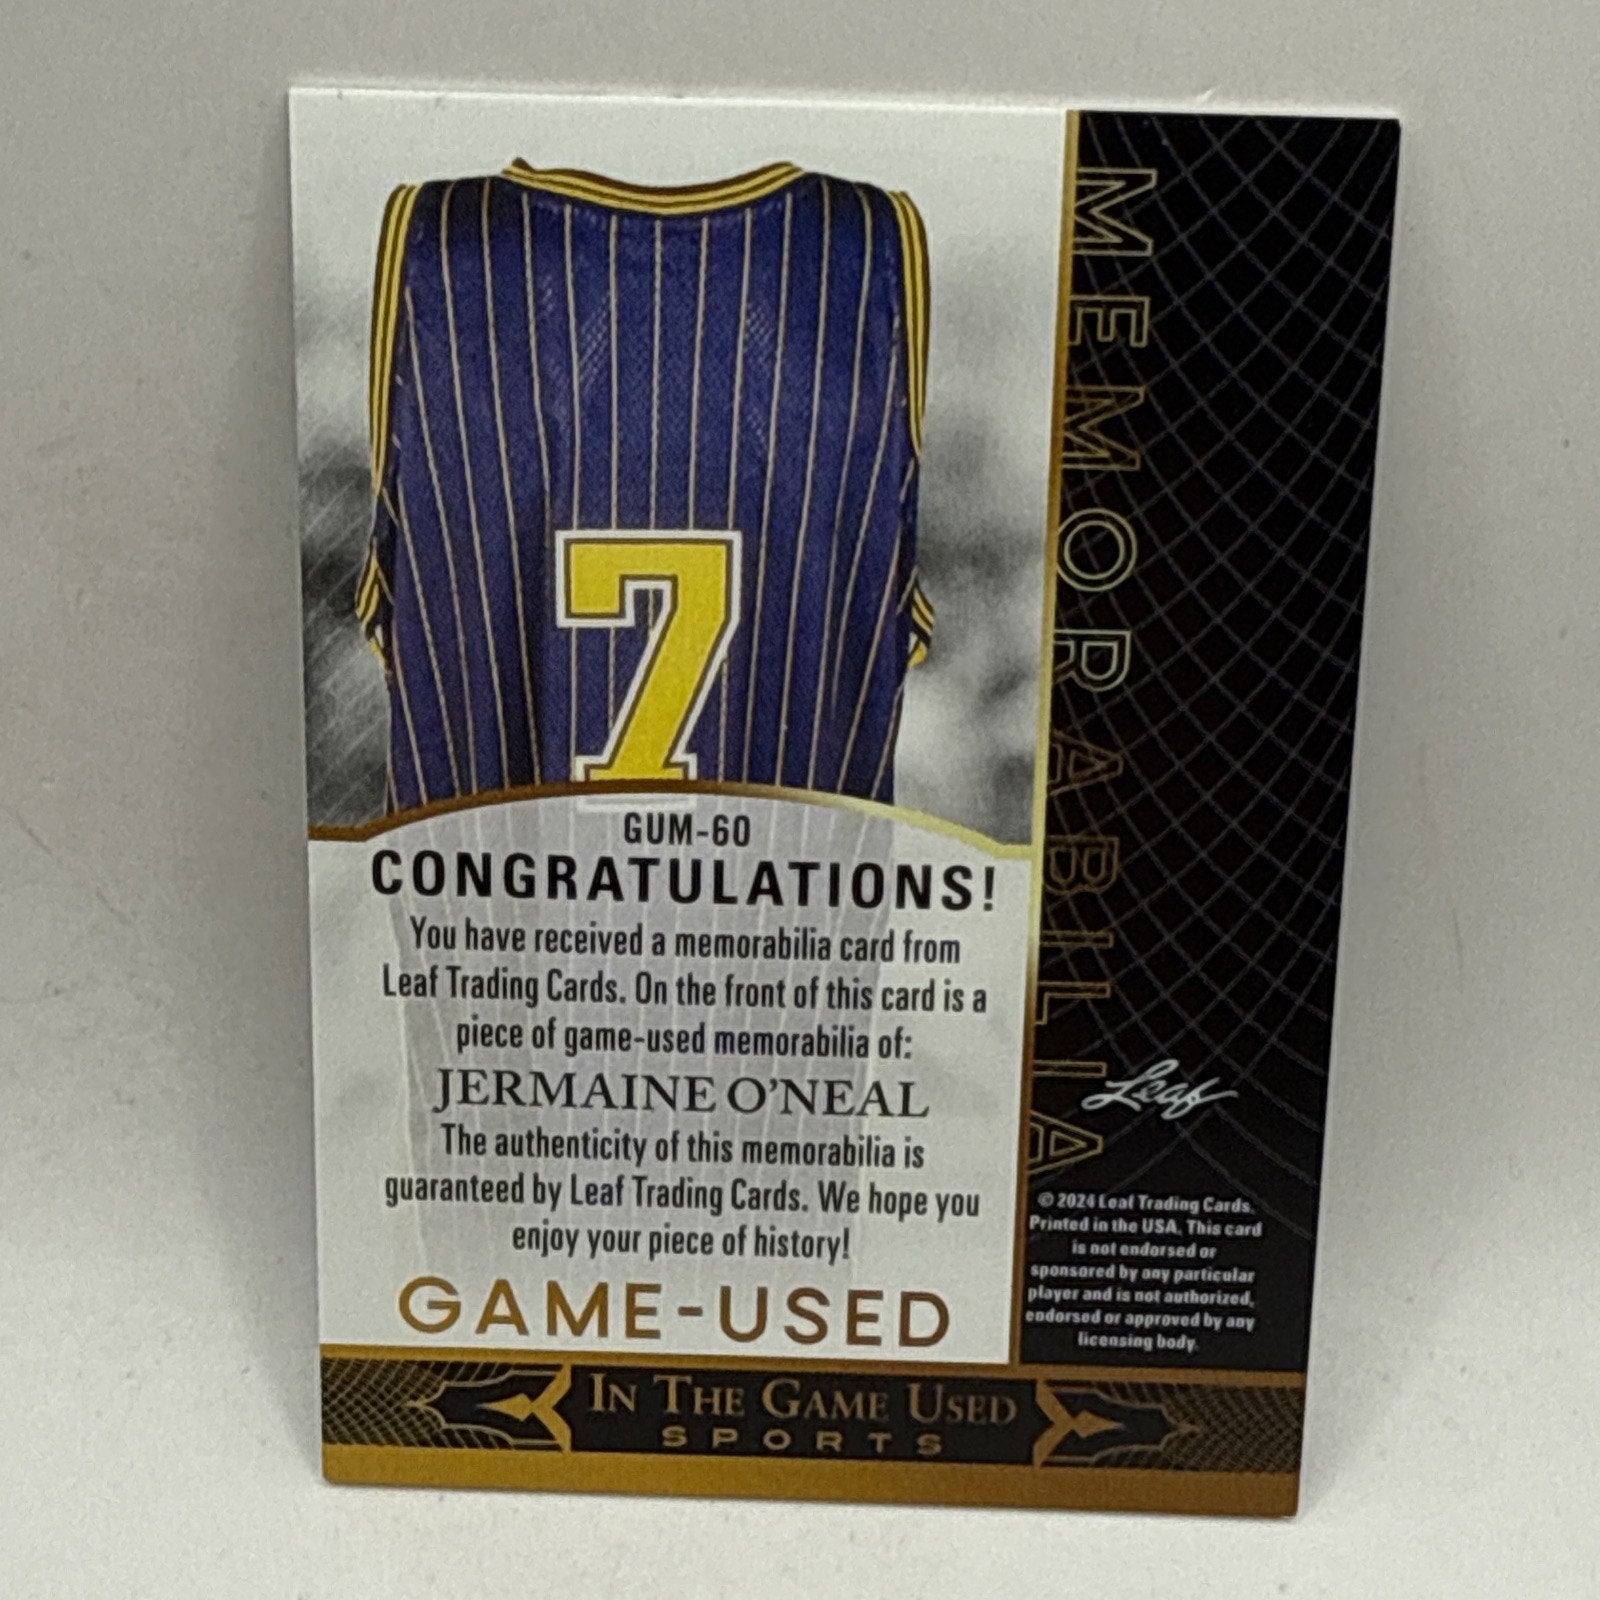 7
GUM-60
CONGRATULATIONS!
You have received a memorabilia card from
Leaf Trading Cards. On the front of this card is a
piece of game-used memorabilia of:
JERMAINE O'NEAL
The authenticity of this memorabilia is
guaranteed by Leaf Trading Cards. We hope you
enjoy your piece of history!
GAME-USED
MEMORABILIA
Leaf
© 2024 Leaf Trading Cards.
Printed in the USA. This card
is not endorsed or
sponsored by any particular
player and is not authorized,
endorsed or approved by any
licensing body.
IN THE GAME USED
SPORTS